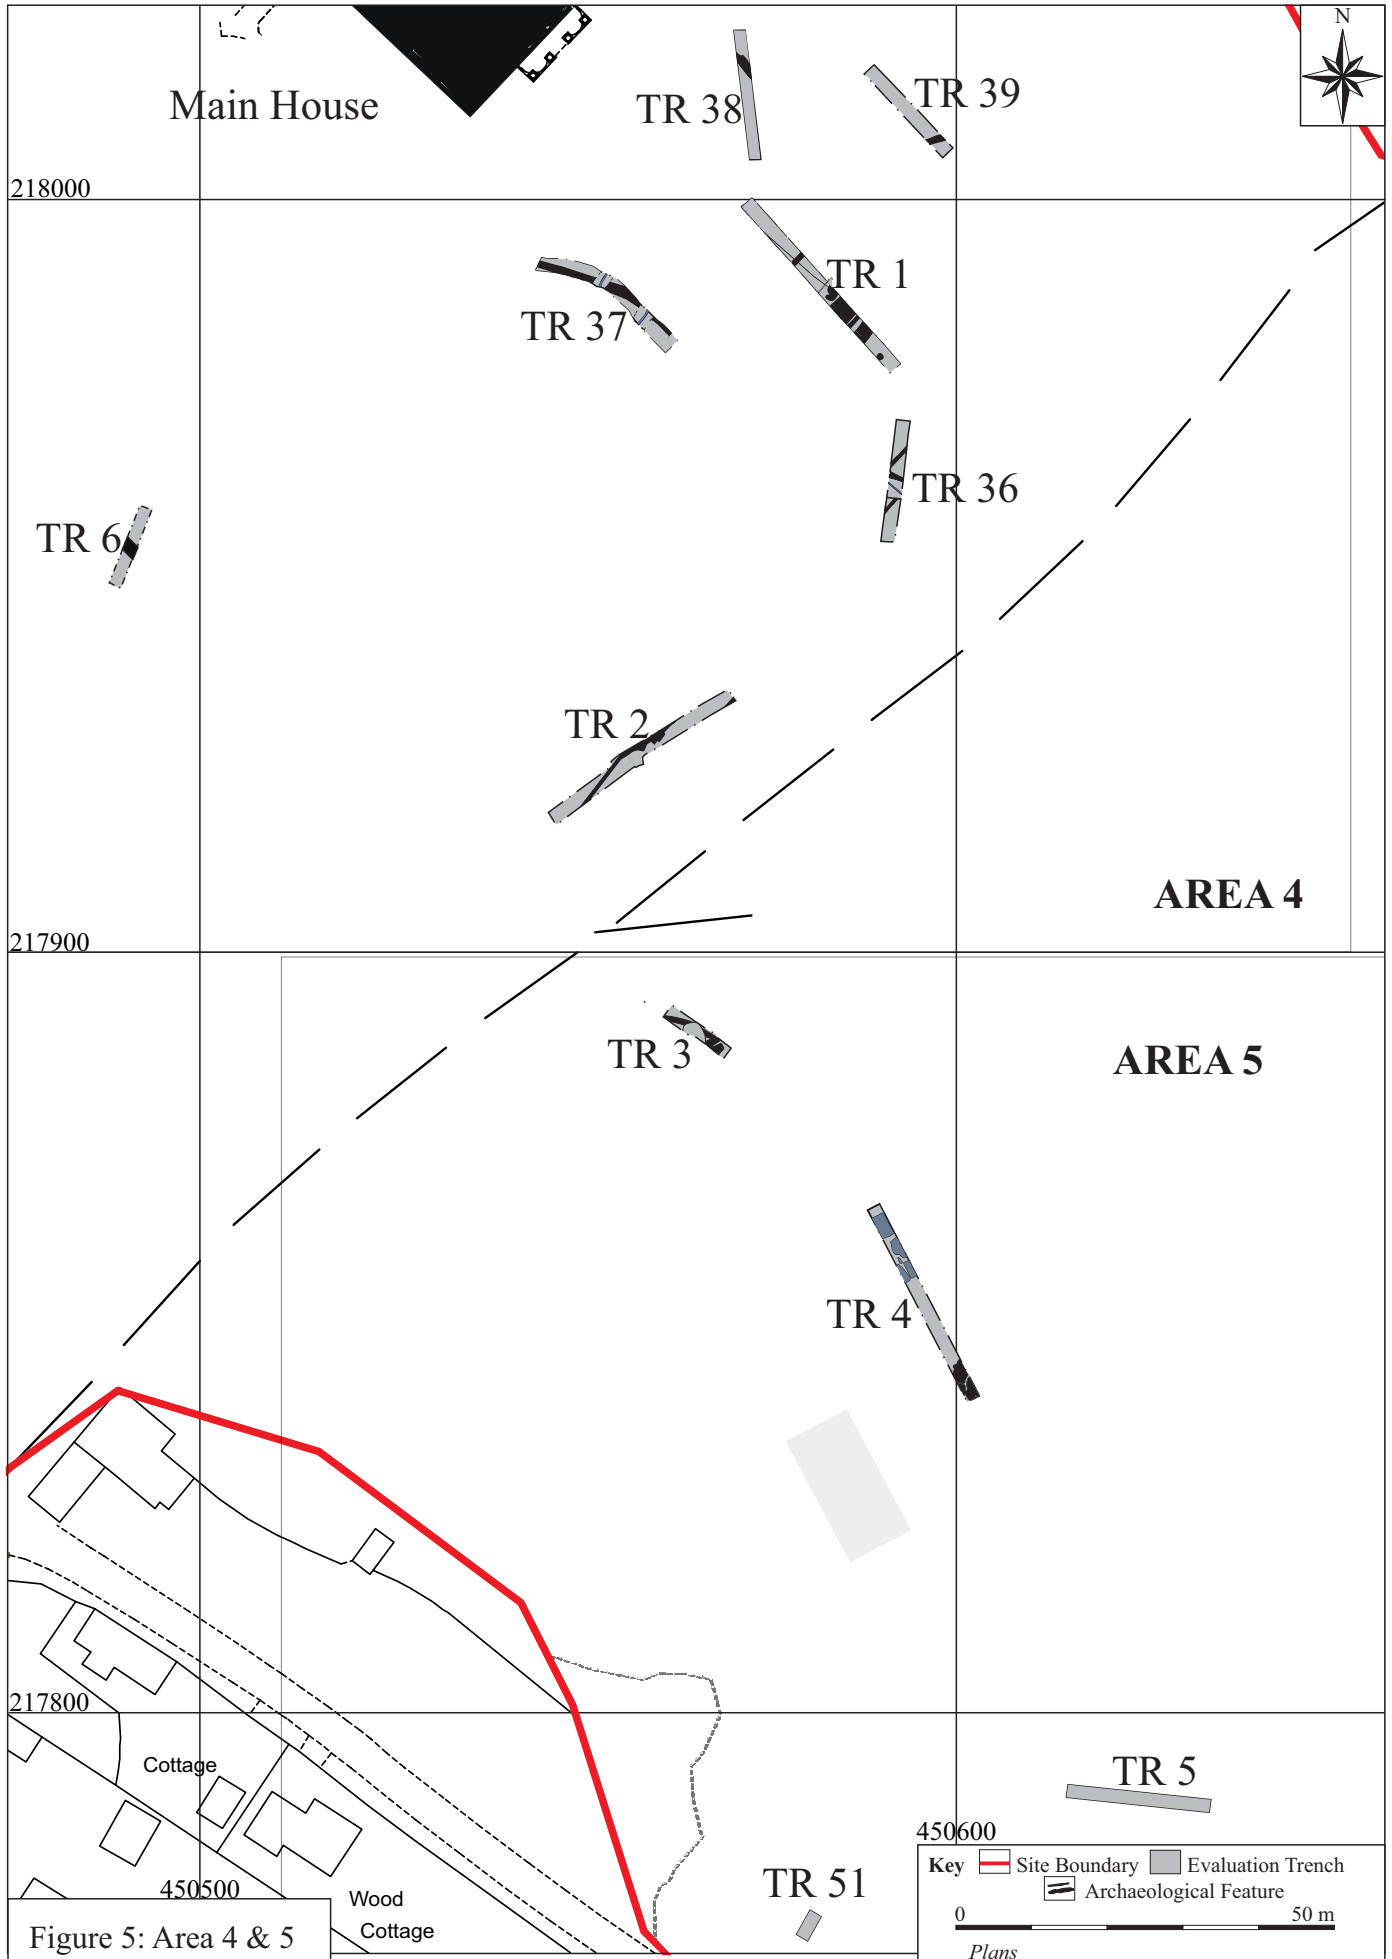 N
Main House
TR 38
TR 39
218000
TR 1
TR 37
TR 36
TR 6
TR 2
AREA 4
217900
TR 3
AREA 5
TR 4
217800
Cottage
TR 5
450600
450500
Wood
Cottage
TR 51
Key Site Boundary Evaluation Trench
Archaeological Feature
0 50 m
Plans
Figure 5: Area 4 & 5